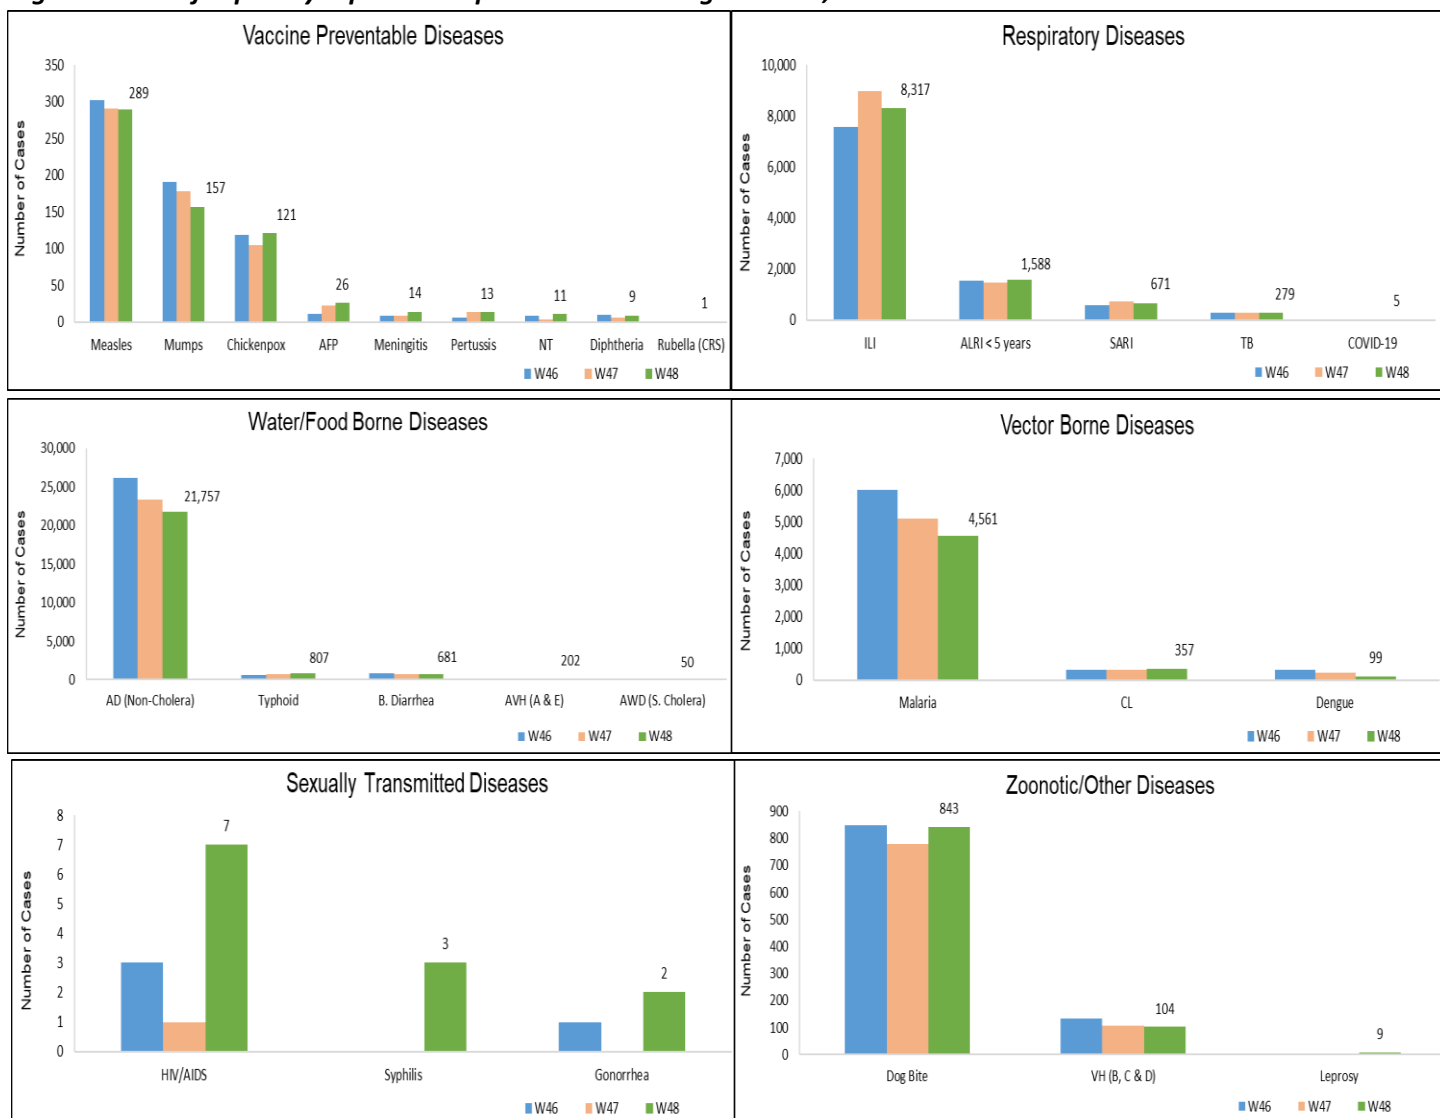 Vaccine Preventable Diseases
Number of Cases
350
300
250
200
150
100
50
0
289
157
121
26
14
13
11
9
1
Measles
Mumps
Chickenpox
AFP
Meningitis
Pertussis
NT
Diphtheria
Rubella (CRS)
W46
W47
W48
Respiratory Diseases
Number of Cases
10,000
8,000
6,000
4,000
2,000
0
8,317
1,588
671
279
5
ILI
ALRI < 5 years
SARI
TB
COVID-19
W46
W47
W48
Water/Food Borne Diseases
Number of Cases
30,000
25,000
20,000
15,000
10,000
5,000
0
21,757
807
681
202
50
AD (Non-Cholera)
Typhoid
B. Diarrhea
AVH (A & E)
AWD (S. Cholera)
W46
W47
W48
Vector Borne Diseases
Number of Cases
7,000
6,000
5,000
4,000
3,000
2,000
1,000
0
4,561
357
99
Malaria
CL
Dengue
W46
W47
W48
Sexually Transmitted Diseases
Number of Cases
8
7
6
5
4
3
2
1
0
7
3
2
HIV/AIDS
Syphilis
Gonorrhea
W46
W47
W48
Zoonotic/Other Diseases
Number of Cases
900
800
700
600
500
400
300
200
100
0
843
104
9
Dog Bite
VH (B, C & D)
Leprosy
W46
W47
W48